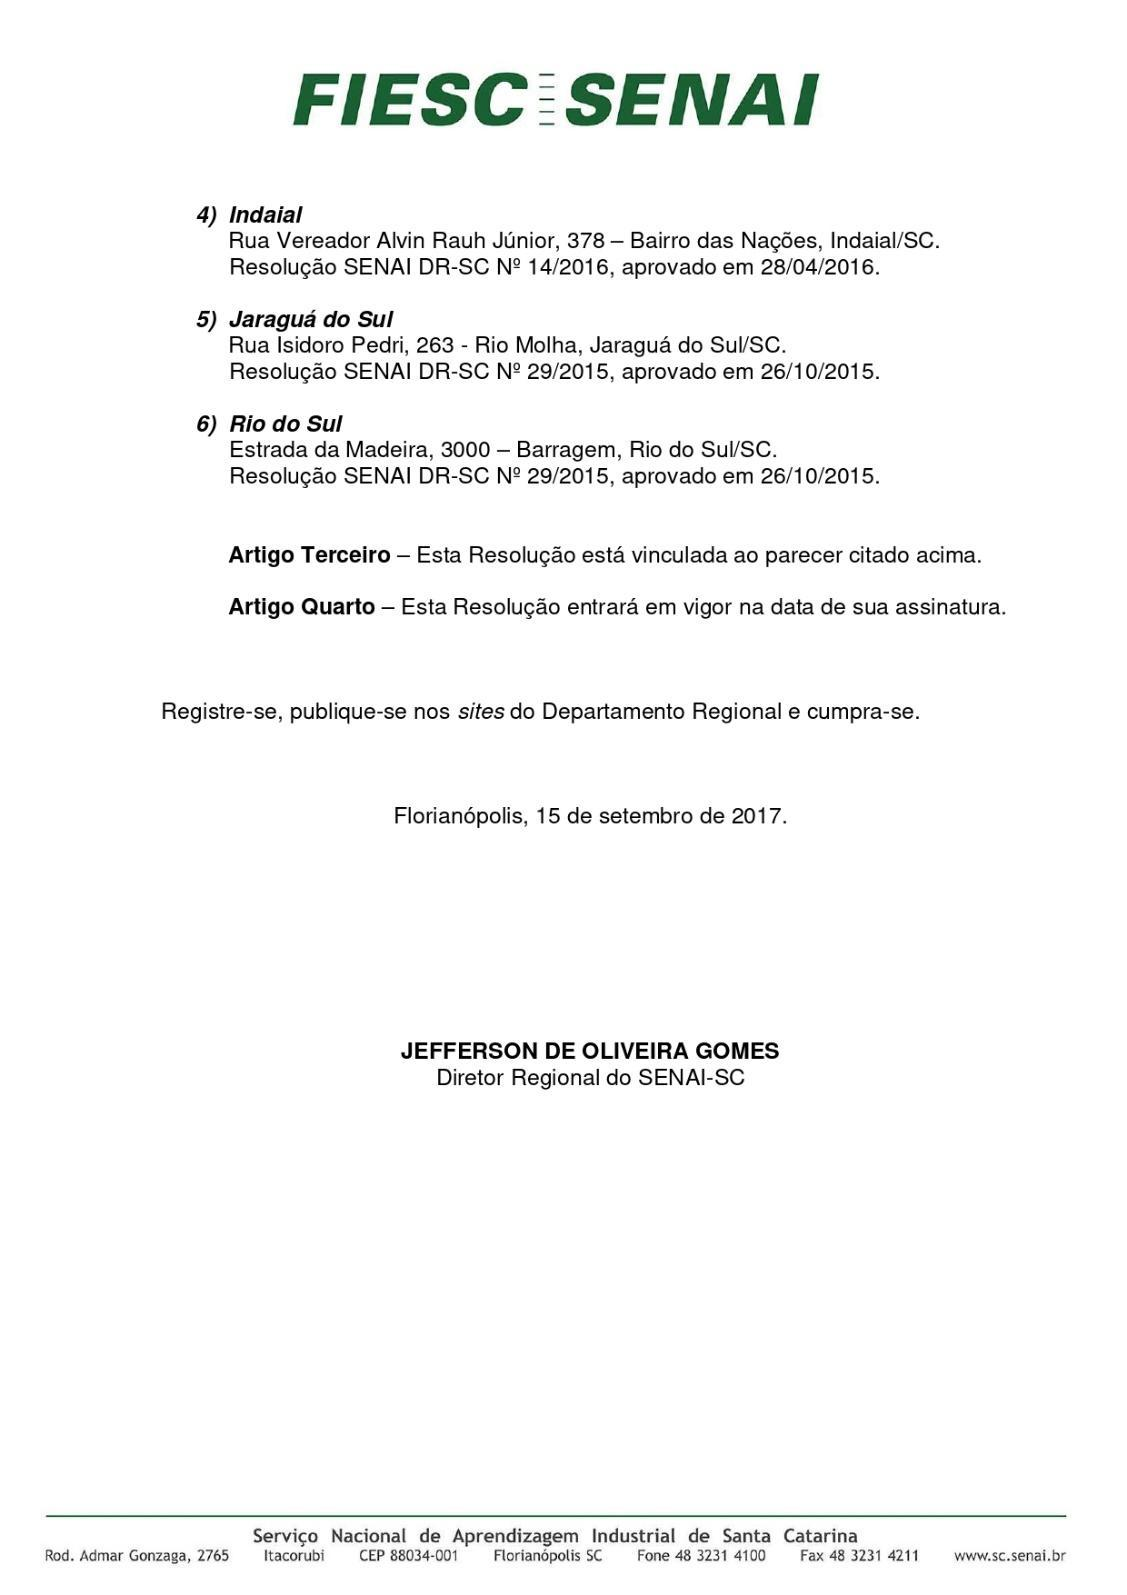 FIESC SENAI
4) Indaial
Rua Vereador Alvin Rauh Júnior, 378 – Bairro das Nações, Indaial/SC.
Resolução SENAI DR-SC Nº 14/2016, aprovado em 28/04/2016.
5) Jaraguá do Sul
Rua Isidoro Pedri, 263 - Rio Molha, Jaraguá do Sul/SC.
Resolução SENAI DR-SC Nº 29/2015, aprovado em 26/10/2015.
6) Rio do Sul
Estrada da Madeira, 3000 – Barragem, Rio do Sul/SC.
Resolução SENAI DR-SC Nº 29/2015, aprovado em 26/10/2015.
Artigo Terceiro – Esta Resolução está vinculada ao parecer citado acima.
Artigo Quarto – Esta Resolução entrará em vigor na data de sua assinatura.
Registre-se, publique-se nos sites do Departamento Regional e cumpra-se.
Florianópolis, 15 de setembro de 2017.
JEFFERSON DE OLIVEIRA GOMES
Diretor Regional do SENAI-SC
Serviço Nacional de Aprendizagem Industrial de Santa Catarina
Rod. Admar Gonzaga, 2765 Itacorubi CEP 88034-001 Florianópolis SC Fone 48 3231 4100 Fax 48 3231 4211 www.sc.senai.br